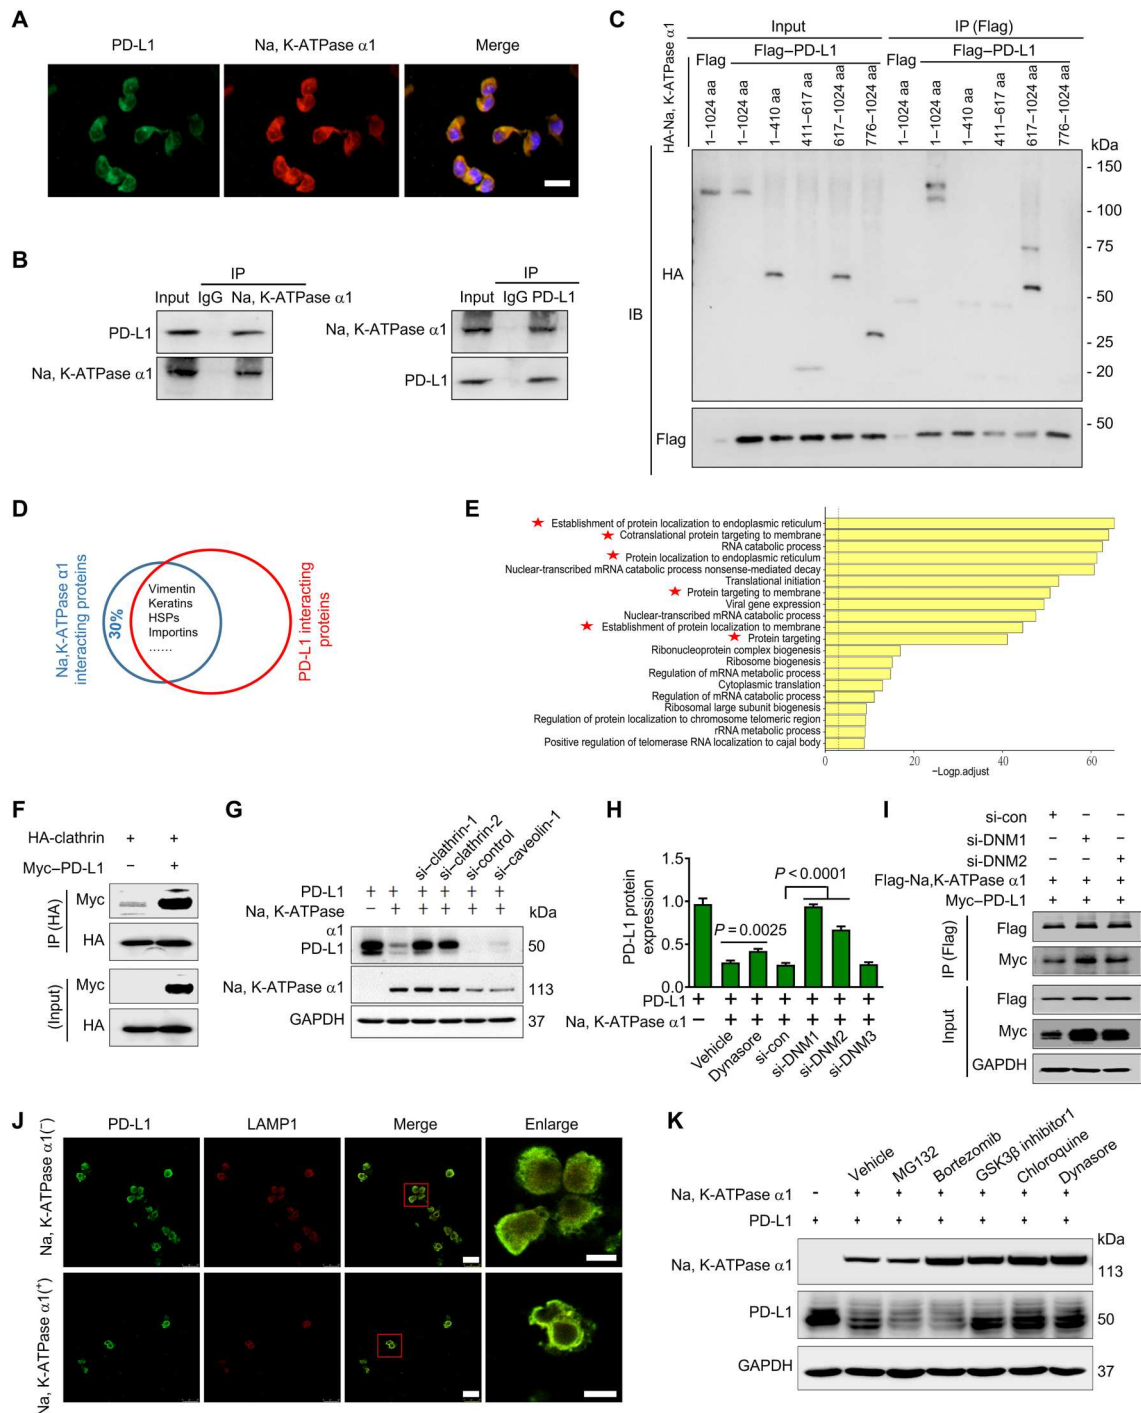 A
PD-L1 Na, K-ATPase α1 Merge
B
IP
Input IgG Na, K-ATPase α1
PD-L1
Na, K-ATPase α1
IP
Input IgG PD-L1
Na, K-ATPase α1
PD-L1
C
Input IP (Flag)
Flag Flag–PD-L1 Flag Flag–PD-L1
HA-Na, K-ATPase α1
1–1024 aa 1–1024 aa 1–410 aa 411–617 aa 617–1024 aa 776–1024 aa 1–1024 aa 1–1024 aa 1–410 aa 411–617 aa 617–1024 aa 776–1024 aa
kDa
- 150
- 100
- 75
HA
- 50
IB
- 25
- 20
- 50
Flag
D
Na,K-ATPase α1
interacting proteins
30%
Vimentin
Keratins
HSPs
Importins
......
PD-L1 interacting
proteins
E
Establishment of protein localization to endoplasmic reticulum
Cotranslational protein targeting to membrane
RNA catabolic process
Protein localization to endoplasmic reticulum
Nuclear-transcribed mRNA catabolic process nonsense-mediated decay
Translational initiation
Protein targeting to membrane
Viral gene expression
Nuclear-transcribed mRNA catabolic process
Establishment of protein localization to membrane
Protein targeting
Ribonucleoprotein complex biogenesis
Ribosome biogenesis
Regulation of mRNA metabolic process
Cytoplasmic translation
Regulation of mRNA catabolic process
Ribosomal large subunit biogenesis
Regulation of protein localization to chromosome telomeric region
rRNA metabolic process
Positive regulation of telomerase RNA localization to cajal body
0 20 40 60
−Logp.adjust
F
HA-clathrin + +
Myc–PD-L1 − +
IP (HA)
Myc
HA
(Input)
Myc
HA
G
si–clathrin-1 si–clathrin-2 si-control si–caveolin-1
PD-L1 + + + + + +
Na, K-ATPase α1 − + + + + +
kDa
PD-L1 50
Na, K-ATPase α1 113
GAPDH 37
H
PD-L1 protein
expression
1.5
1.0
0.5
0.0
P < 0.0001
P = 0.0025
PD-L1 + + + + + + +
Na, K-ATPase α1 − + + + + + +
Vehicle Dynasore si-con si-DNM1 si-DNM2 si-DNM3
I
si-con + − −
si-DNM1 − + −
si-DNM2 − − +
Flag-Na,K-ATPase α1 + + +
Myc–PD-L1 + + +
IP (Flag)
Flag
Myc
Input
Flag
Myc
GAPDH
J
PD-L1 LAMP1 Merge Enlarge
Na, K-ATPase α1(−)
Na, K-ATPase α1(+)
K
Vehicle MG132 Bortezomib GSK3β inhibitor1 Chloroquine Dynasore
Na, K-ATPase α1 - + + + + + +
PD-L1 + + + + + + +
kDa
Na, K-ATPase α1 113
PD-L1 50
GAPDH 37